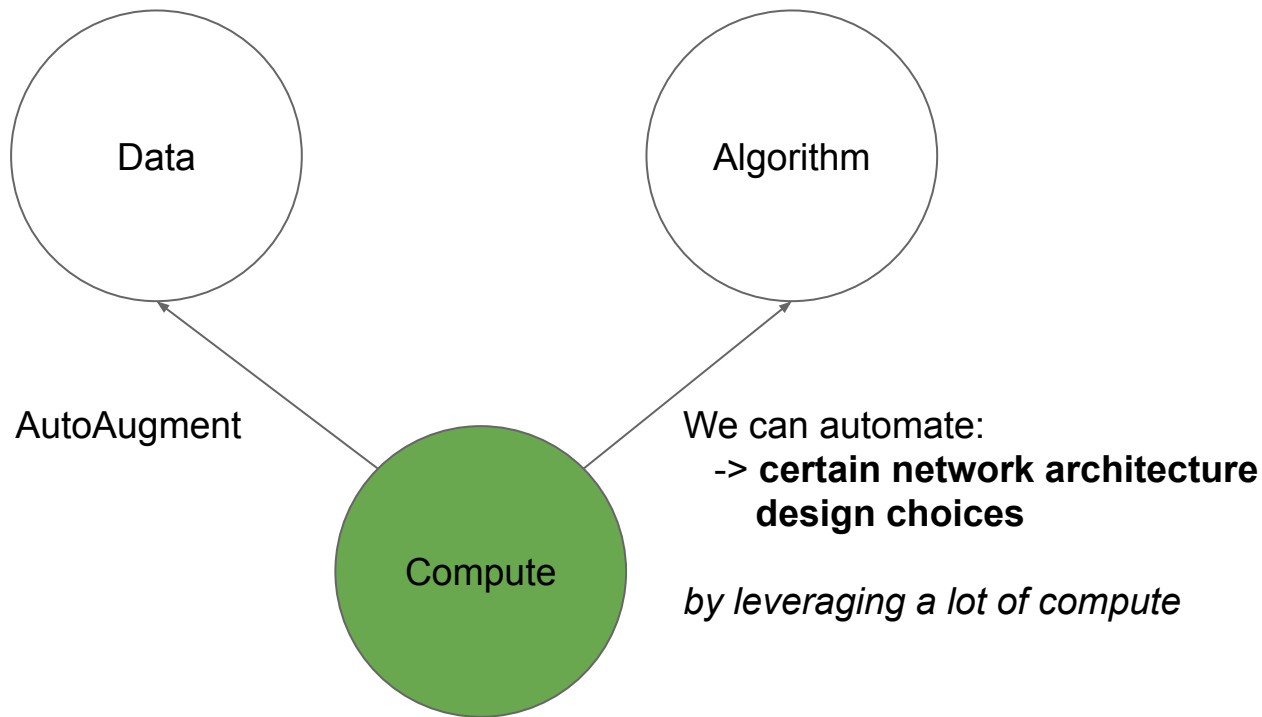 Data
Algorithm
AutoAugment
We can automate:
-> certain network architecture
design choices
Compute
by leveraging a lot of compute